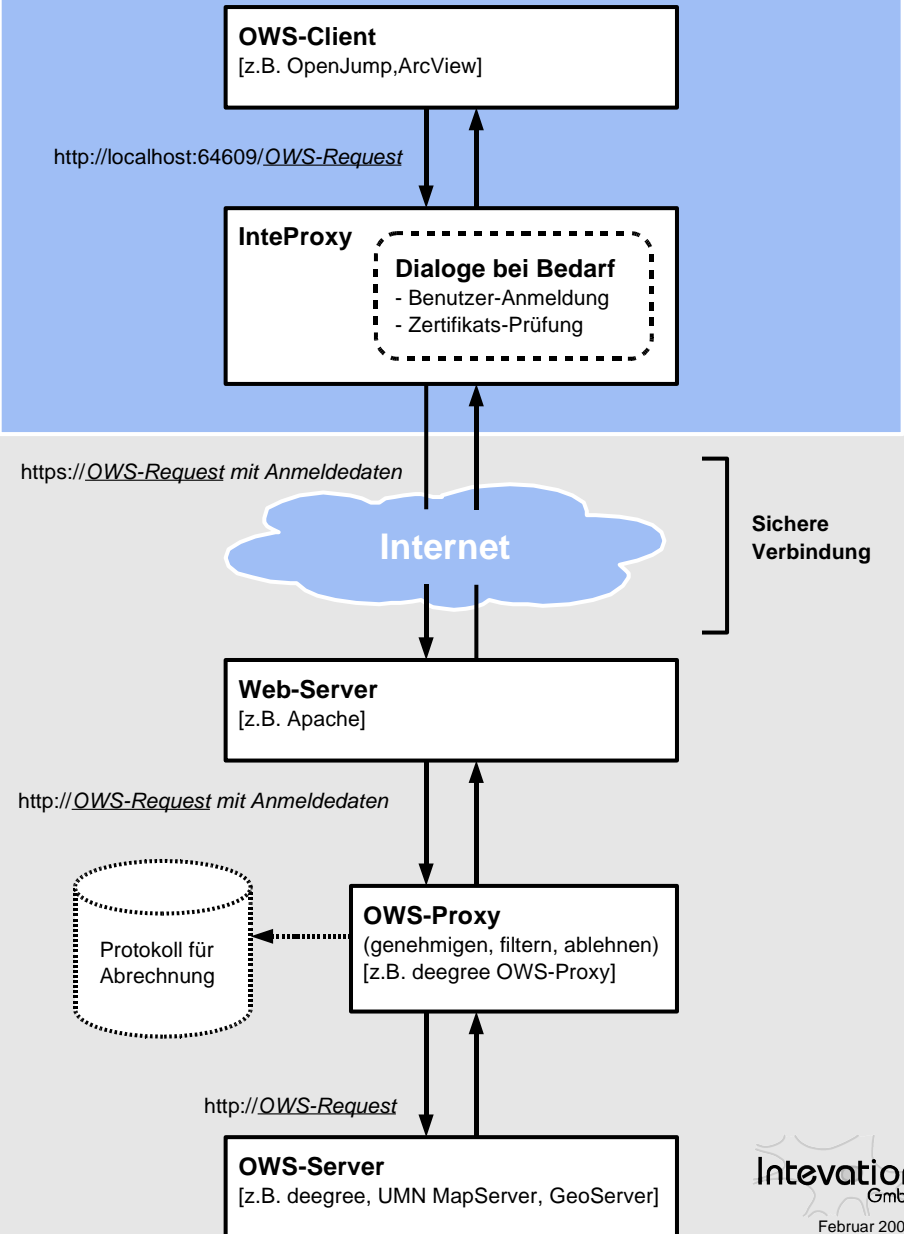 OWS-Client
[z.B. OpenJump,ArcView]
http://localhost:64609/OWS-Request
InteProxy
Dialoge bei Bedarf
- Benutzer-Anmeldung
- Zertifikats-Prüfung
https://OWS-Request mit Anmeldedaten
Internet
Sichere
Verbindung
Web-Server
[z.B. Apache]
http://OWS-Request mit Anmeldedaten
OWS-Proxy
(genehmigen, filtern, ablehnen)
[z.B. deegree OWS-Proxy]
Protokoll für
Abrechnung
http://OWS-Request
OWS-Server
[z.B. deegree, UMN MapServer, GeoServer]
Februar